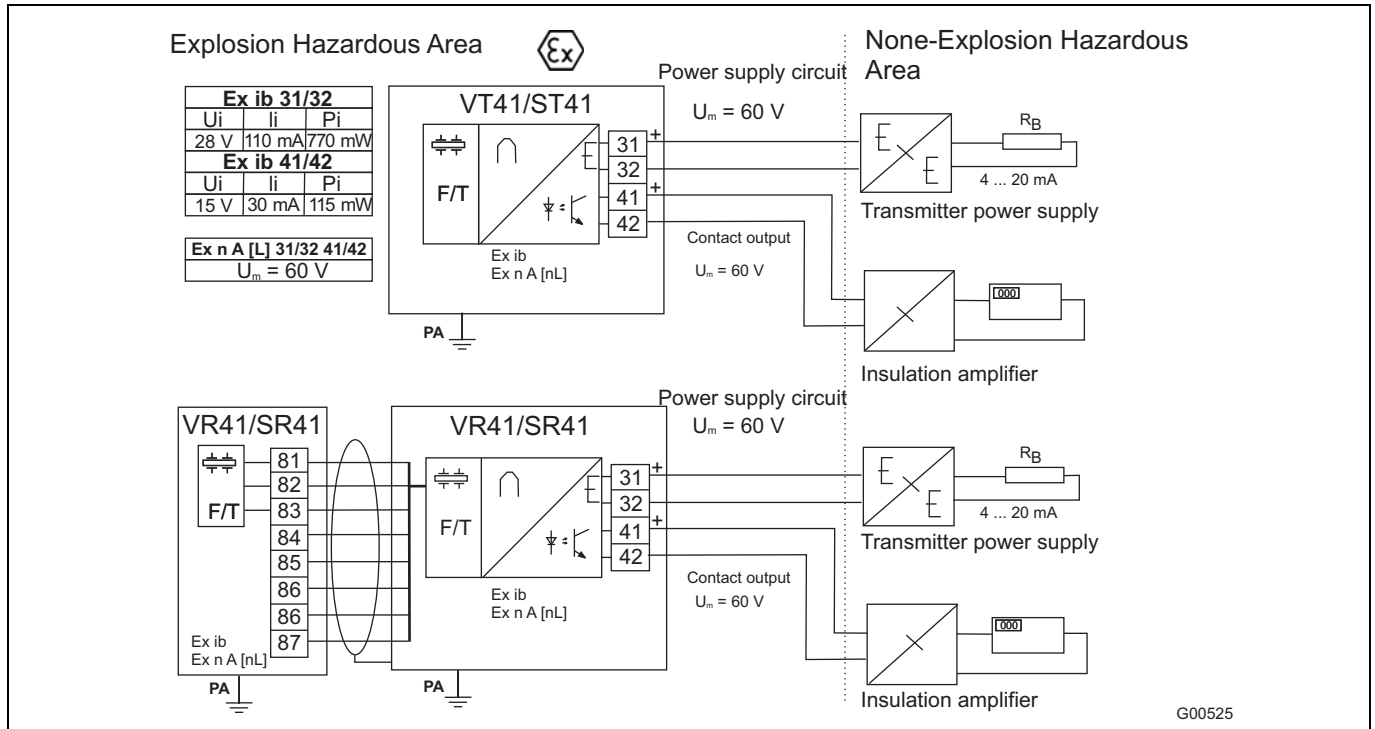 Explosion Hazardous Area
Ex
None-Explosion Hazardous
Area
Ex ib 31/32
Ui Ii Pi
28 V 110 mA 770 mW
Ex ib 41/42
Ui Ii Pi
15 V 30 mA 115 mW
Ex n A [L] 31/32 41/42
Um = 60 V
VT41/ST41
F/T
E
31 +
32
41 +
42
Ex ib
Ex n A [nL]
PA
Power supply circuit
Um = 60 V
Contact output
Um = 60 V
E
E
RB
4 ... 20 mA
Transmitter power supply
000
Insulation amplifier
VR41/SR41
F/T
81
82
83
84
85
86
86
87
Ex ib
Ex n A [nL]
PA
VR41/SR41
F/T
E
31 +
32
41 +
42
Ex ib
Ex n A [nL]
PA
Power supply circuit
Um = 60 V
Contact output
Um = 60 V
E
E
RB
4 ... 20 mA
Transmitter power supply
000
Insulation amplifier
G00525